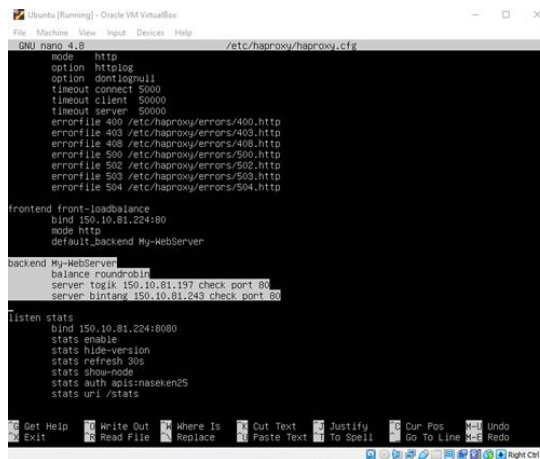 Ubuntu [Running] - Oracle VM VirtualBox
File Machine View Input Devices Help
GNU nano 4.8 /etc/haproxy/haproxy.cfg
mode http
option httplog
option dontlognull
timeout connect 5000
timeout client 50000
timeout server 50000
errorfile 400 /etc/haproxy/errors/400.http
errorfile 403 /etc/haproxy/errors/403.http
errorfile 408 /etc/haproxy/errors/408.http
errorfile 500 /etc/haproxy/errors/500.http
errorfile 502 /etc/haproxy/errors/502.http
errorfile 503 /etc/haproxy/errors/503.http
errorfile 504 /etc/haproxy/errors/504.http
frontend front-loadbalance
bind 150.10.81.224:80
mode http
default_backend My-WebServer
backend My-WebServer
balance roundrobin
server togik 150.10.81.197 check port 80
server bintang 150.10.81.243 check port 80
listen stats
bind 150.10.81.224:8080
stats enable
stats hide-version
stats refresh 30s
stats show-node
stats auth apis:naseken25
stats uri /stats
^G Get Help ^O Write Out ^W Where Is ^K Cut Text ^J Justify ^C Cur Pos M-U Undo
^X Exit ^R Read File ^\ Replace ^U Paste Text ^T To Spell ^_ Go To Line M-E Redo
Right Ctrl